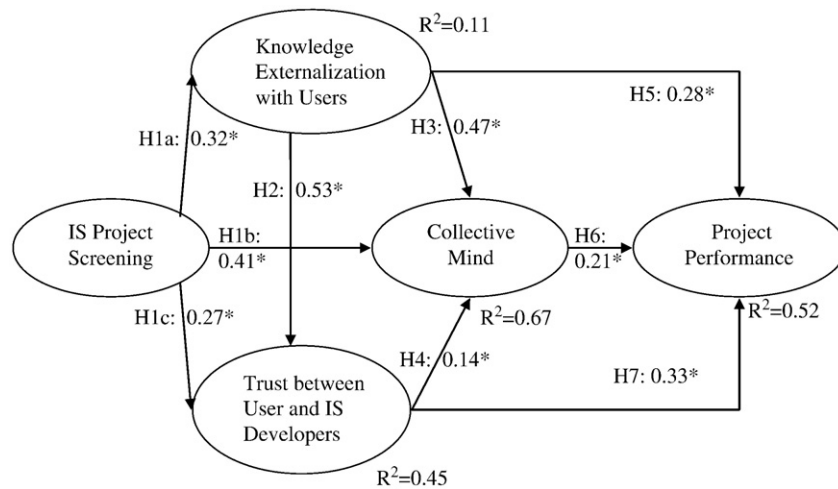 R²=0.11
Knowledge
Externalization
with Users
H5: 0.28*
H3: 0.47*
H1a: 0.32*
H2: 0.53*
IS Project
Screening
H1b:
0.41*
Collective
Mind
H6:
0.21*
Project
Performance
H1c: 0.27*
R²=0.67
R²=0.52
H4: 0.14*
H7: 0.33*
Trust between
User and IS
Developers
R²=0.45